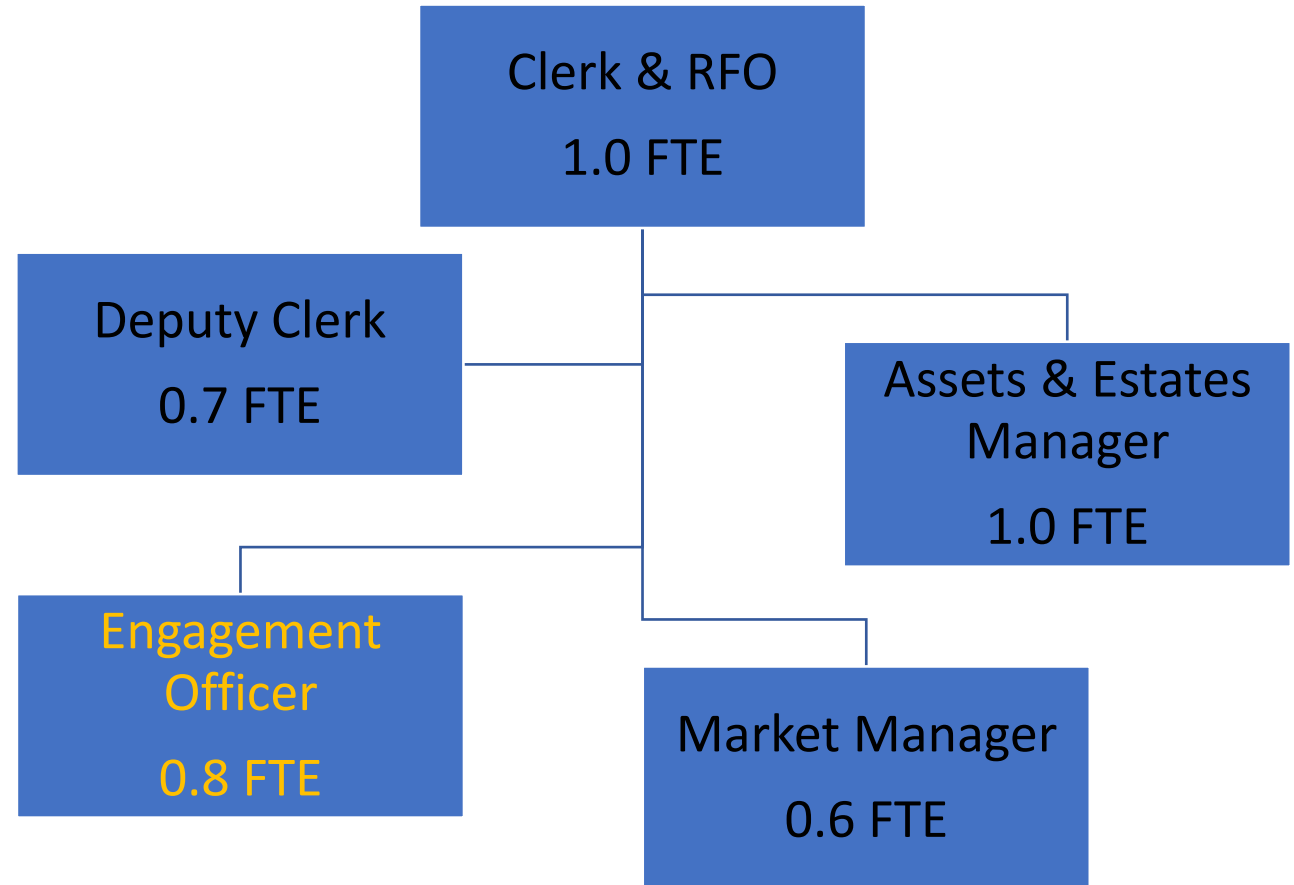 Clerk & RFO
1.0 FTE
Deputy Clerk
0.7 FTE
Assets & Estates
Manager
1.0 FTE
Engagement
Officer
0.8 FTE
Market Manager
0.6 FTE